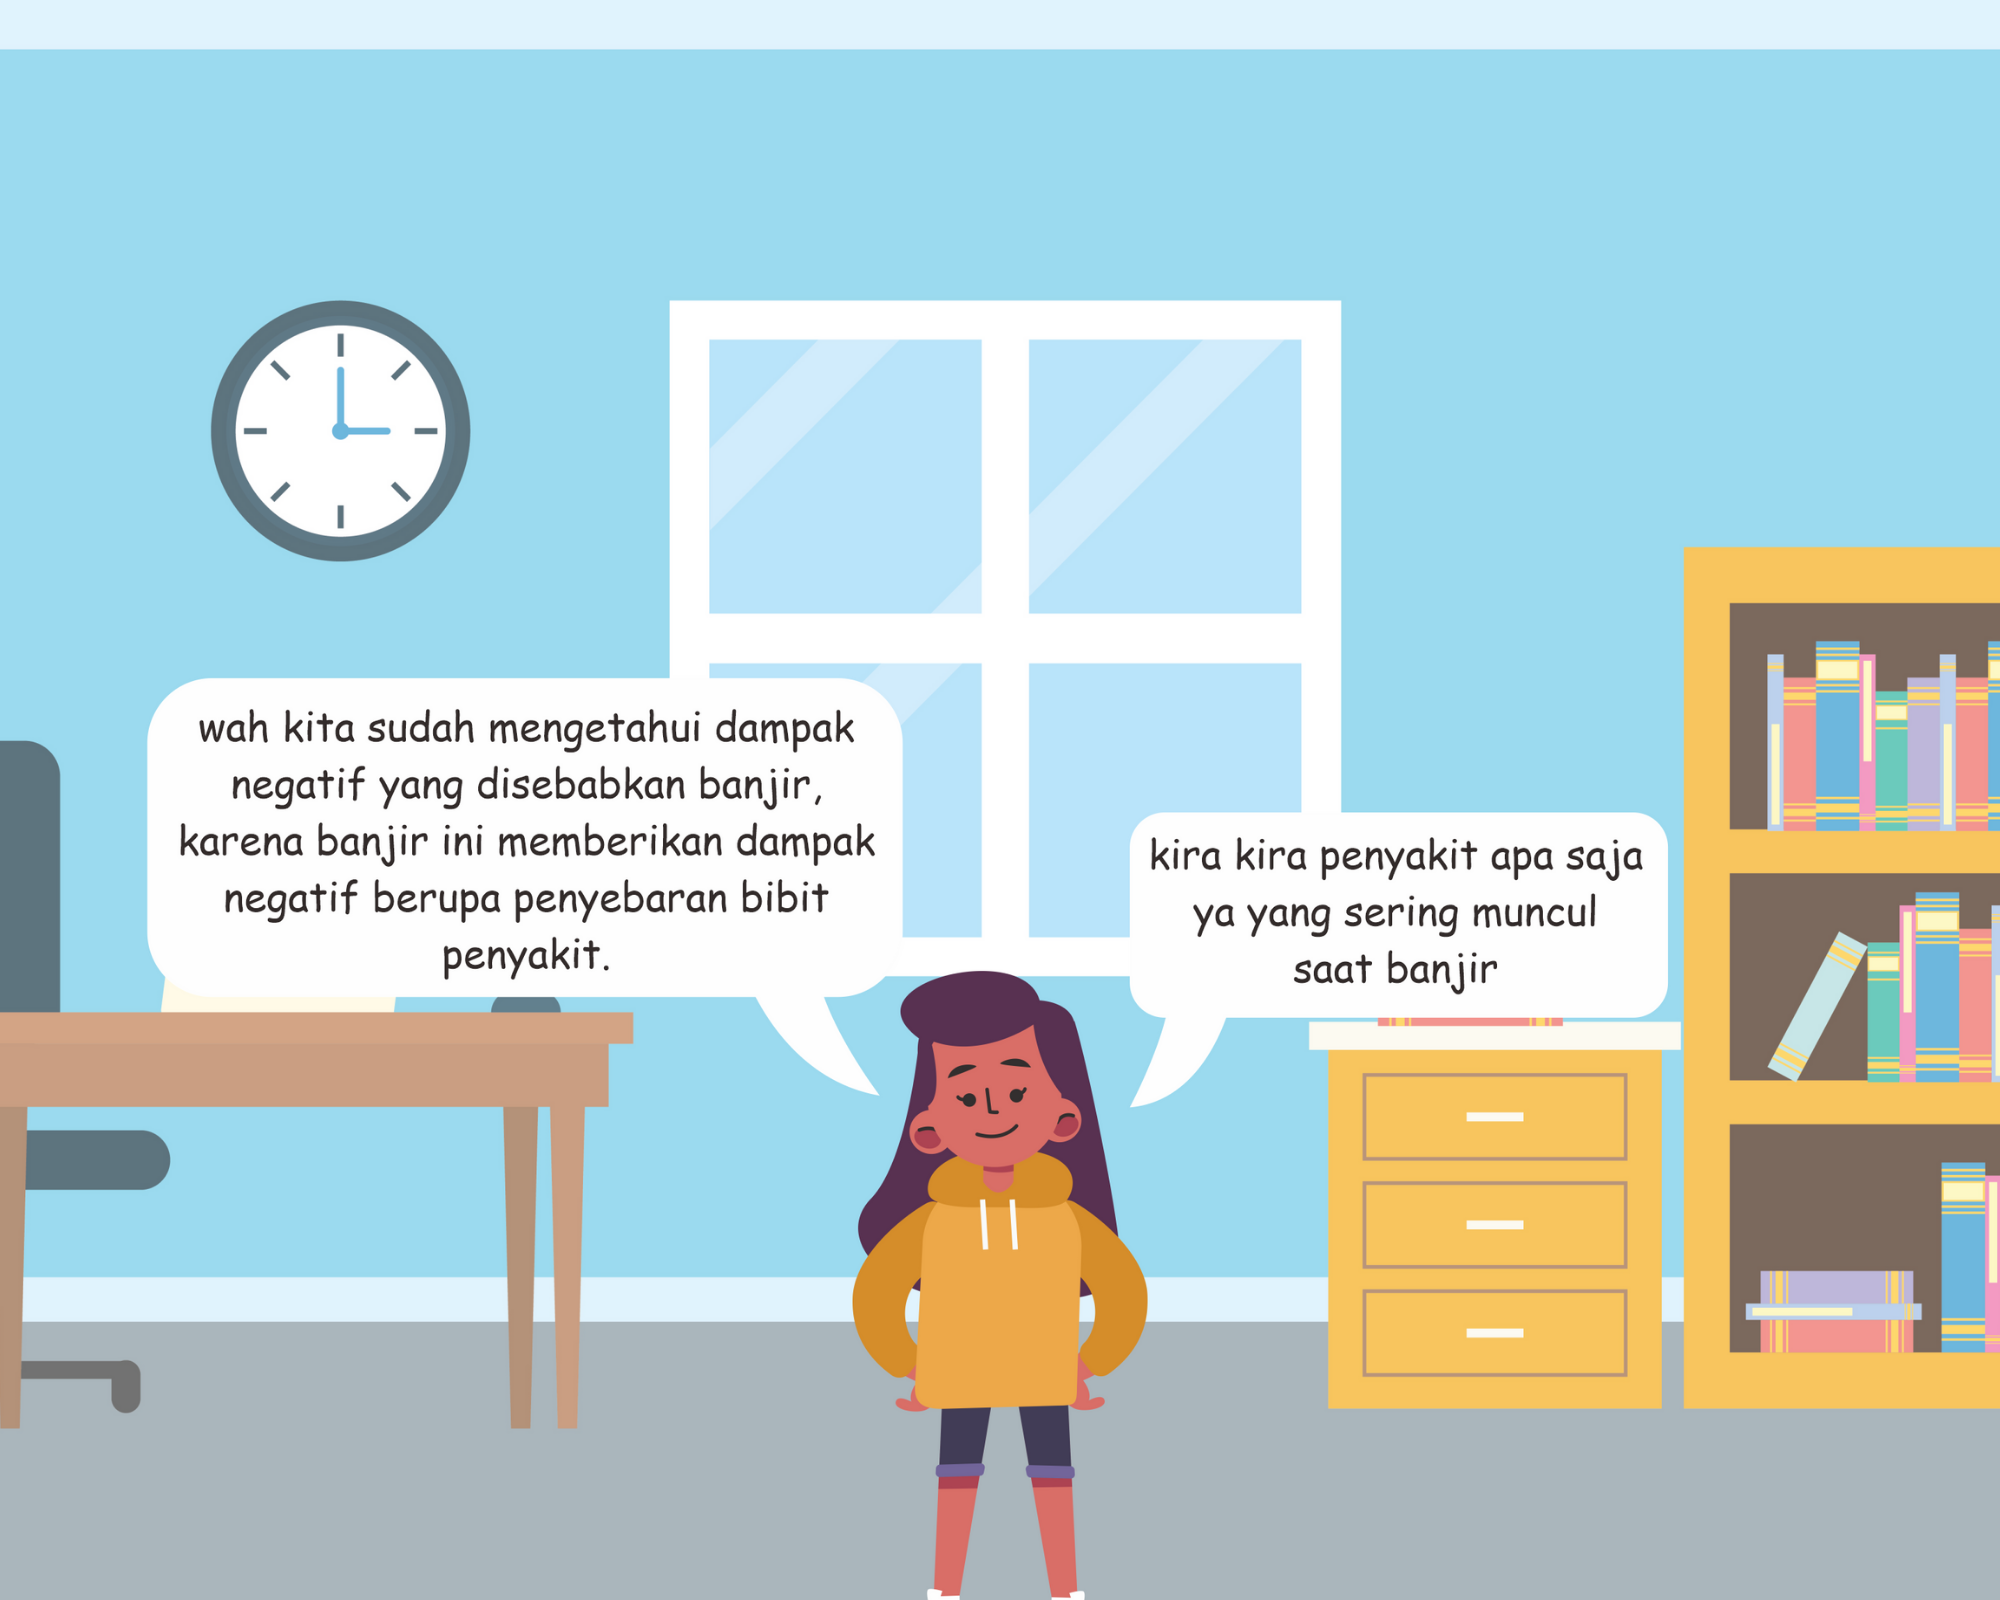 wah kita sudah mengetahui dampak
negatif yang disebabkan banjir,
karena banjir ini memberikan dampak
negatif berupa penyebaran bibit
penyakit.
kira kira penyakit apa saja
ya yang sering muncul
saat banjir